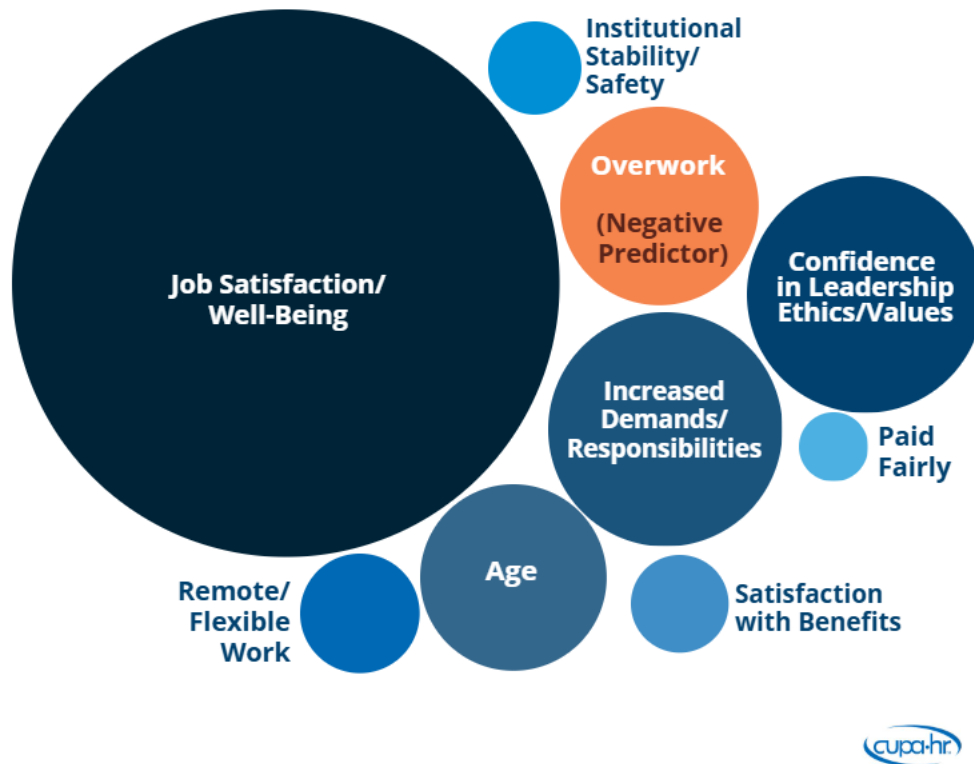 Institutional
Stability/
Safety
Overwork
(Negative
Predictor)
Job Satisfaction/
Well-Being
Confidence
in Leadership
Ethics/Values
Increased
Demands/
Responsibilities
Paid
Fairly
Age
Remote/
Flexible
Work
Satisfaction
with Benefits
cupa-hr